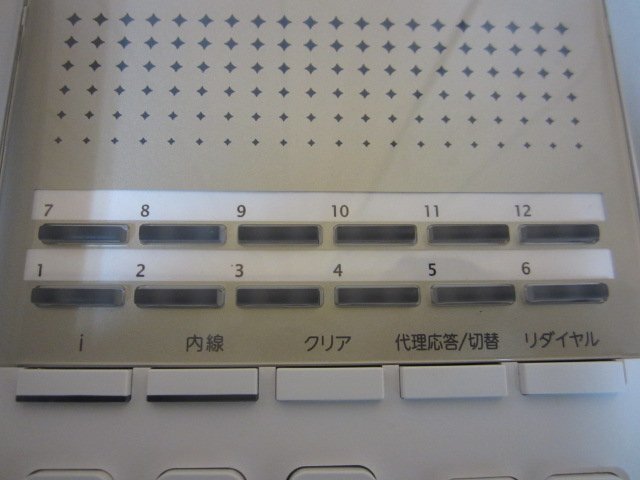 7 8 9 10 11 12
1 2 3 4 5 6
i 内線 クリア 代理応答/切替 リダイヤル